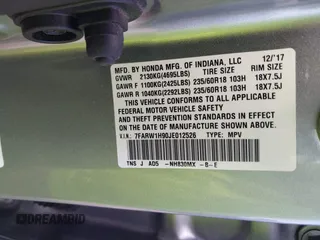 MFD. BY HONDA MFG. OF INDIANA, LLC 12/'17
GVWR 2130KG(4695LBS) TIRE SIZE RIM SIZE
GAWR F 1100KG(2425LBS) 235/60R18 103H 18X7.5J
GAWR R 1040KG(2292LBS) 235/60R18 103H 18X7.5J
THIS VEHICLE CONFORMS TO ALL APPLICABLE
FEDERAL MOTOR VEHICLE SAFETY AND THEFT
PREVENTION STANDARDS IN EFFECT ON THE DATE
OF MANUFACTURE SHOWN ABOVE.
V.I.N.: 7FARW1H90JE012526 TYPE: MPV
TNS J AD5 -NH830MX -B-E
DREAMBID